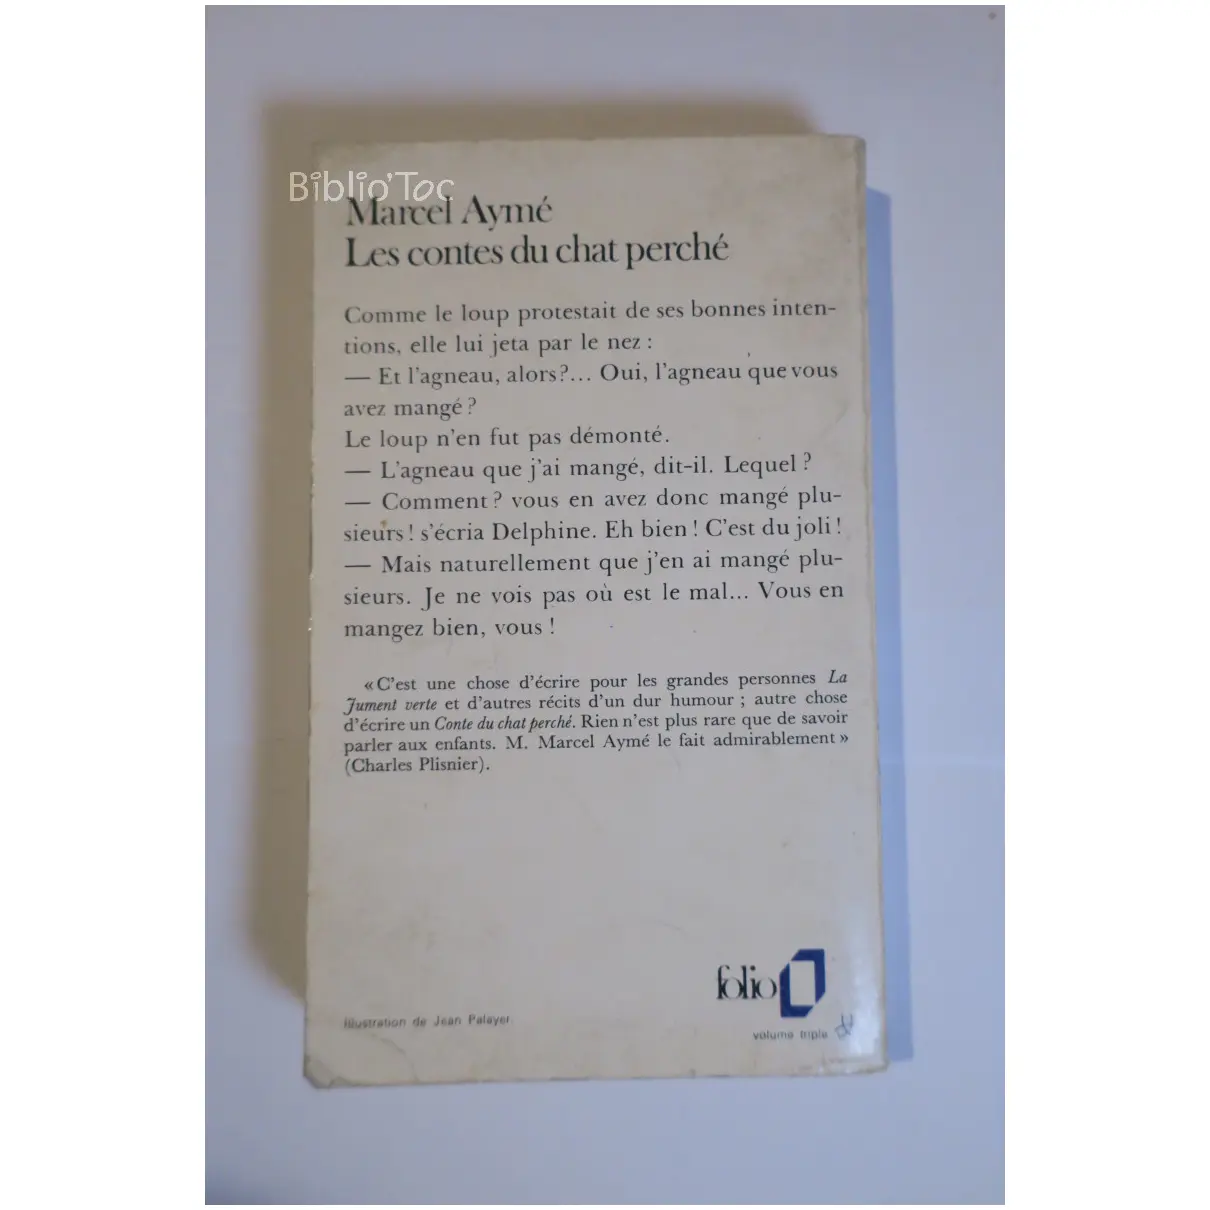 Biblio'Toc
Marcel Aymé
Les contes du chat perché
Comme le loup protestait de ses bonnes inten-
tions, elle lui jeta par le nez :
— Et l'agneau, alors ?... Oui, l'agneau que vous
avez mangé ?
Le loup n'en fut pas démonté.
— L'agneau que j'ai mangé, dit-il. Lequel ?
— Comment ? vous en avez donc mangé plu-
sieurs ! s'écria Delphine. Eh bien ! C'est du joli !
— Mais naturellement que j'en ai mangé plu-
sieurs. Je ne vois pas où est le mal... Vous en
mangez bien, vous !
« C'est une chose d'écrire pour les grandes personnes La
Jument verte et d'autres récits d'un dur humour ; autre chose
d'écrire un Conte du chat perché. Rien n'est plus rare que de savoir
parler aux enfants. M. Marcel Aymé le fait admirablement »
(Charles Plisnier).
folio
Illustration de Jean Palayer.
volume triple